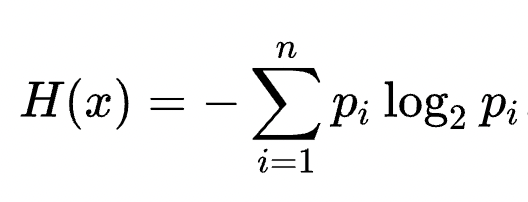 H(x) = − ∑_{i=1}^{n} p_i log_2 p_i.